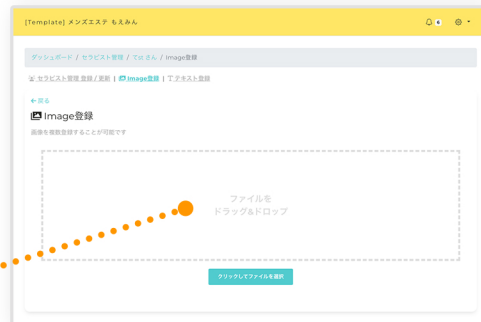 [Template] メンズエステ もえみん
6
ダッシュボード / セラピスト管理 / てst さん / Image登録
セラピスト管理 登録 / 更新 | Image登録 | テキスト登録
戻る
Image登録
画像を複数登録することが可能です
ファイルを
ドラッグ&ドロップ
クリックしてファイルを選択